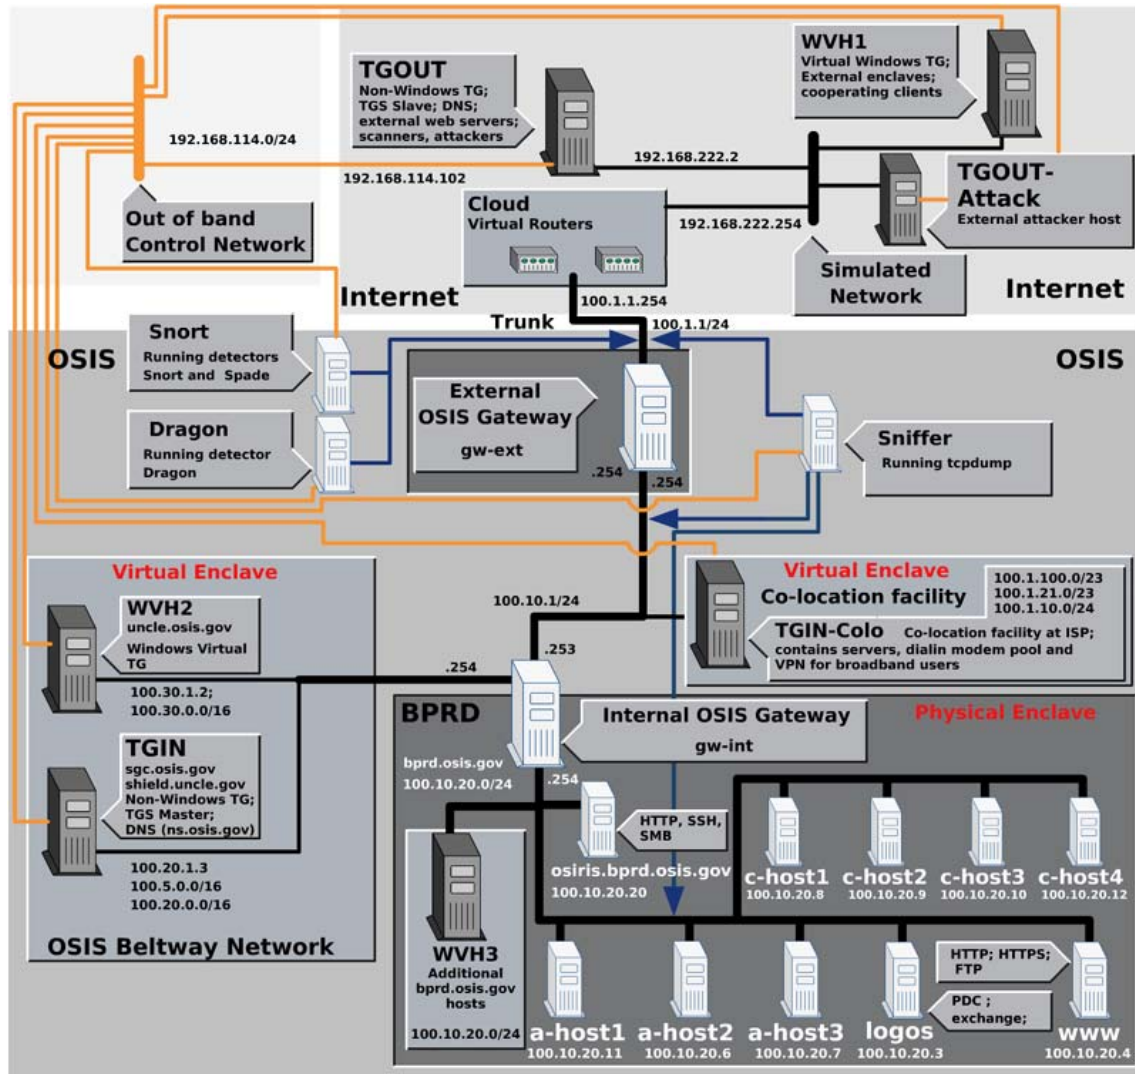 WVH1
Virtual Windows TG;
External enclaves;
cooperating clients
TGOUT
Non-Windows TG;
TGS Slave; DNS;
external web servers;
scanners, attackers
192.168.114.0/24
192.168.114.102
192.168.222.2
TGOUT-
Attack
External attacker host
Out of band
Control Network
Cloud
Virtual Routers
192.168.222.254
Simulated
Network
Internet
Internet
100.1.1.254
Trunk
100.1.1/24
OSIS
OSIS
Snort
Running detectors
Snort and Spade
External
OSIS Gateway
gw-ext
Dragon
Running detector
Dragon
Sniffer
Running tcpdump
.254
.254
Virtual Enclave
WVH2
uncle.osis.gov
Windows Virtual
TG
100.30.1.2;
100.30.0.0/16
100.10.1/24
.253
.254
Virtual Enclave
Co-location facility
100.1.100.0/23
100.1.21.0/23
100.1.10.0/24
TGIN-Colo Co-location facility at ISP;
contains servers, dialin modem pool and
VPN for broadband users
TGIN
sgc.osis.gov
shield.uncle.gov
Non-Windows TG;
TGS Master;
DNS (ns.osis.gov)
100.20.1.3
100.5.0.0/16
100.20.0.0/16
OSIS Beltway Network
BPRD
Physical Enclave
Internal OSIS Gateway
gw-int
bprd.osis.gov
100.10.20.0/24
.254
HTTP, SSH,
SMB
osiris.bprd.osis.gov
100.10.20.20
c-host1
100.10.20.8
c-host2
100.10.20.9
c-host3
100.10.20.10
c-host4
100.10.20.12
WVH3
Additional
bprd.osis.gov
hosts
100.10.20.0/24
HTTP; HTTPS;
FTP
PDC ;
exchange;
a-host1
100.10.20.11
a-host2
100.10.20.6
a-host3
100.10.20.7
logos
100.10.20.3
www
100.10.20.4